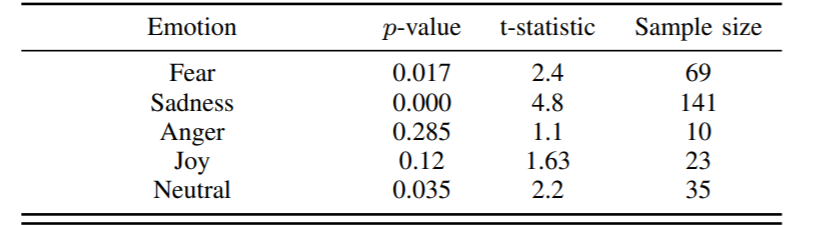 Emotion p-value t-statistic Sample size
Fear 0.017 2.4 69
Sadness 0.000 4.8 141
Anger 0.285 1.1 10
Joy 0.12 1.63 23
Neutral 0.035 2.2 35